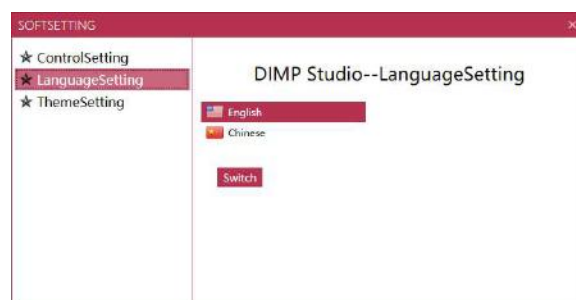 SOFTSETTING
ControlSetting
LanguageSetting
ThemeSetting
DIMP Studio--LanguageSetting
English
Chinese
Switch